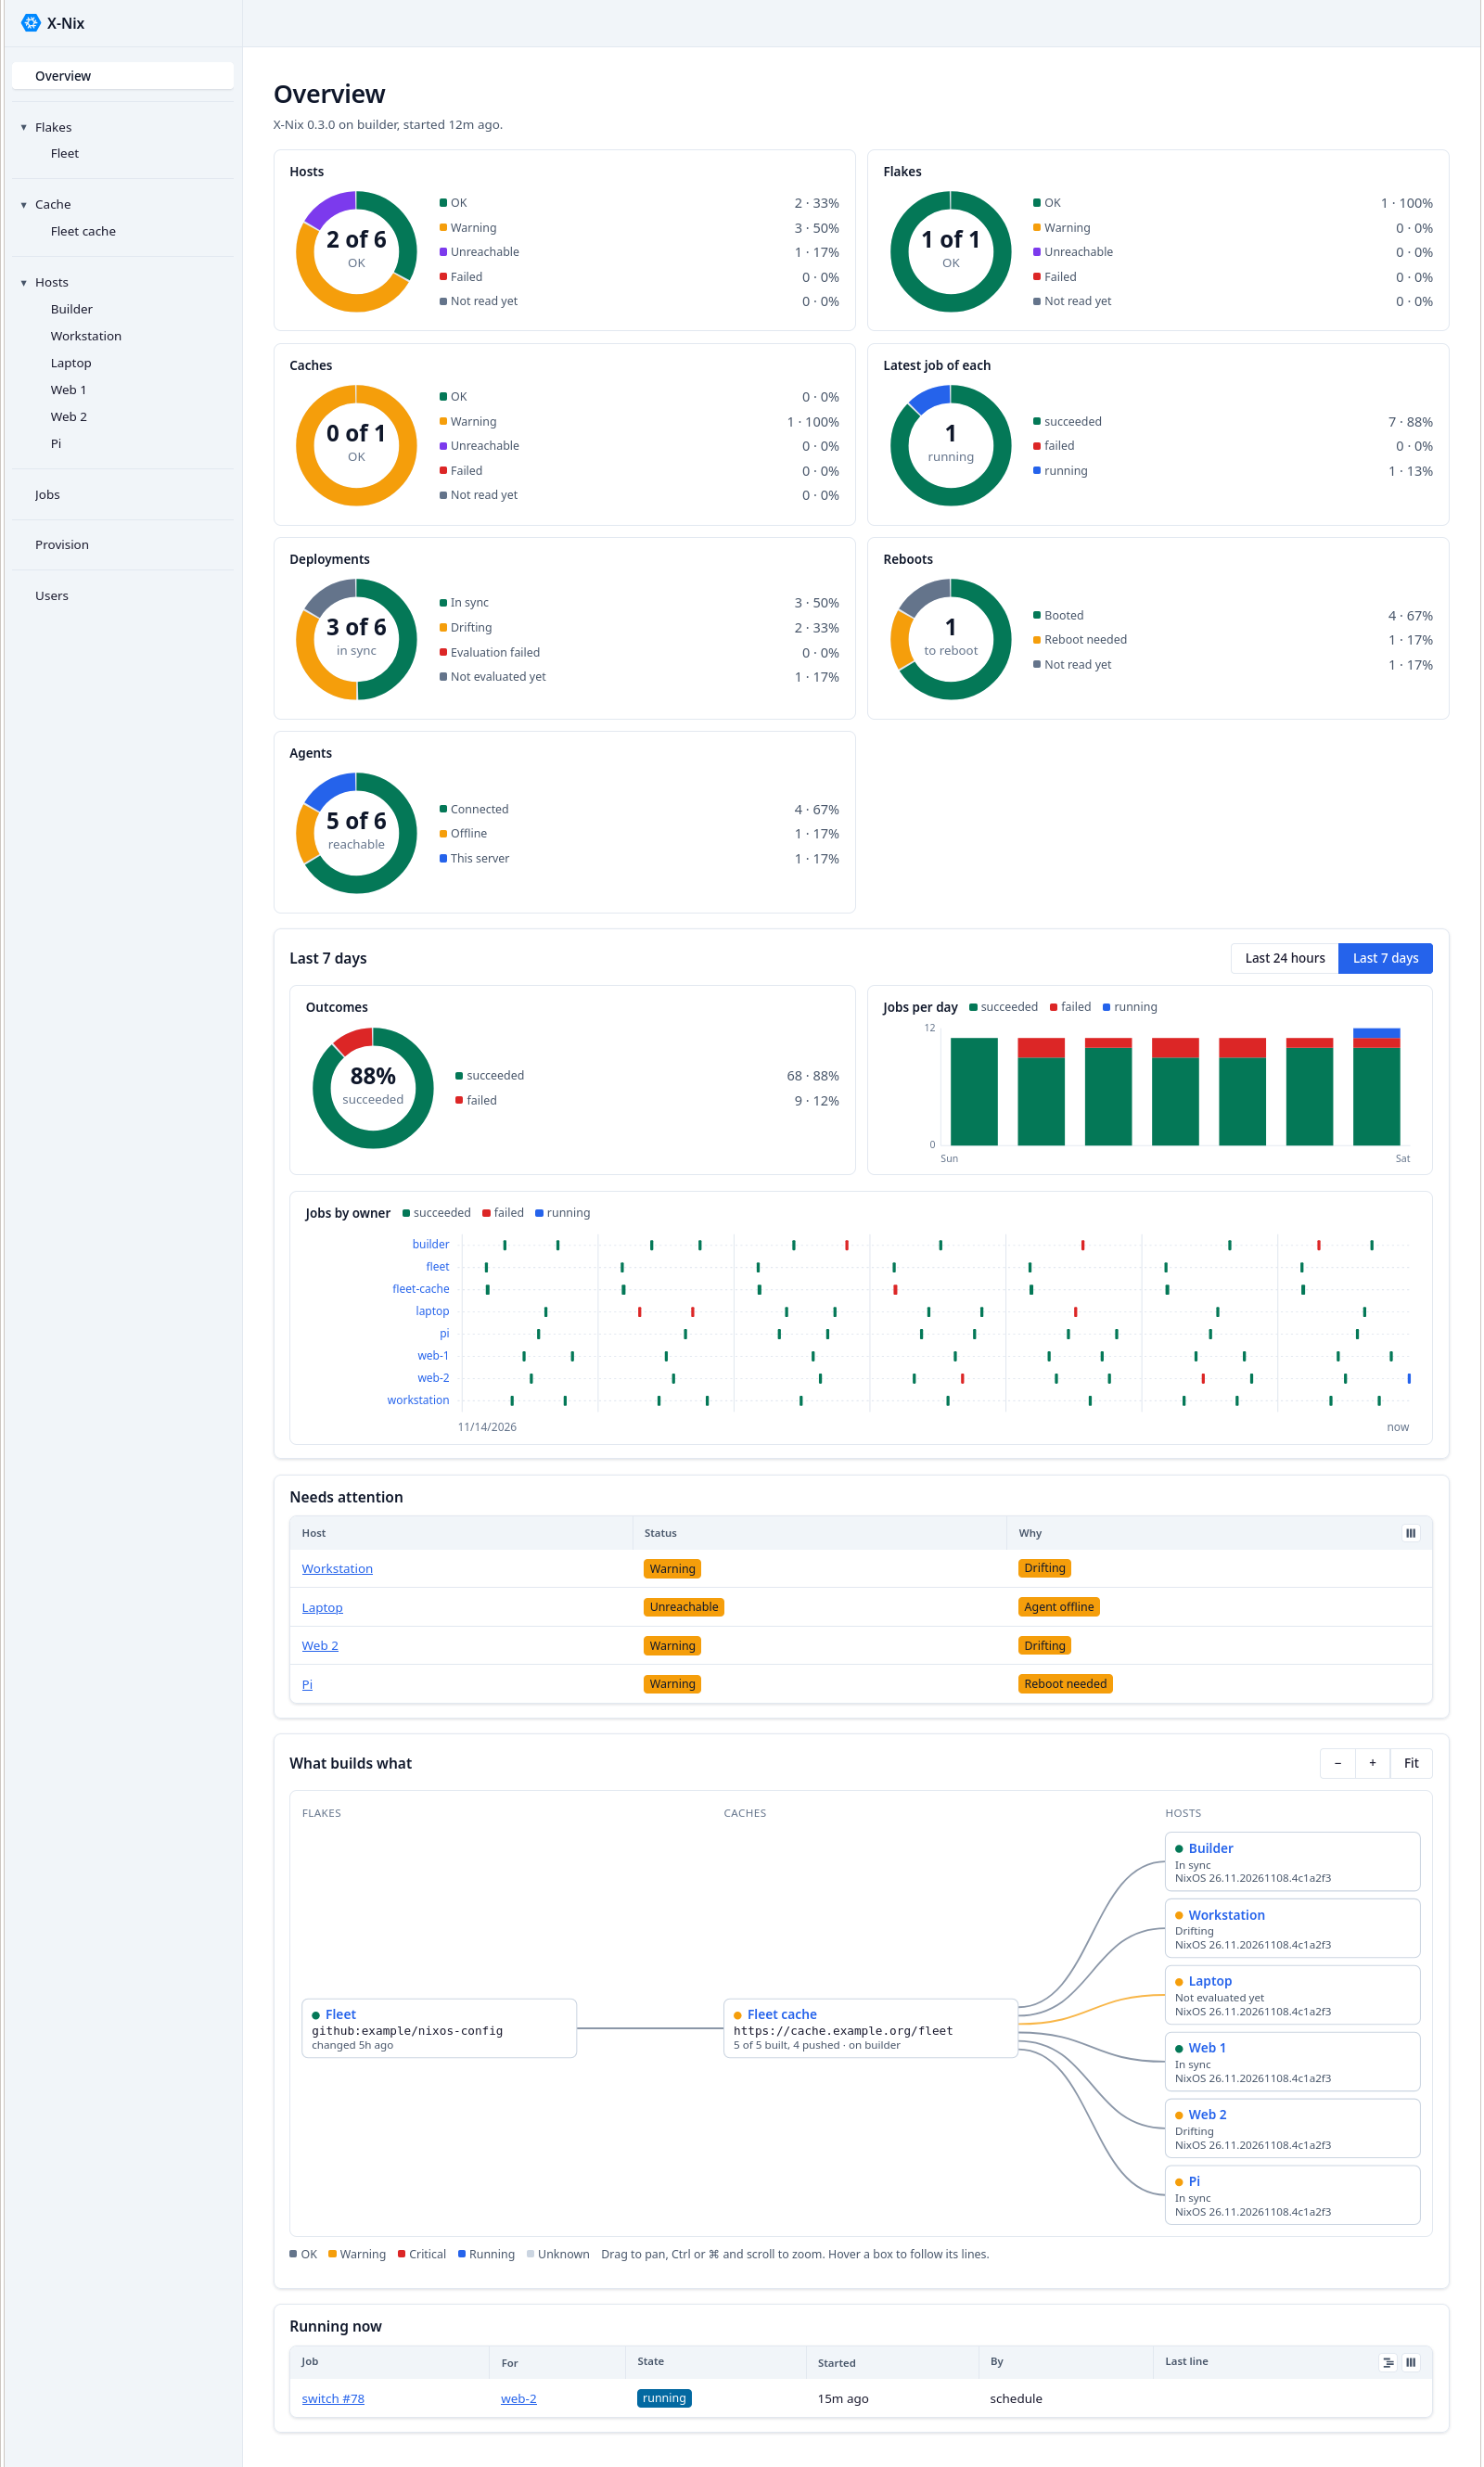 X-Nix
Overview
▼ Flakes
Fleet
▼ Cache
Fleet cache
▼ Hosts
Builder
Workstation
Laptop
Web 1
Web 2
Pi
Jobs
Provision
Users
Overview
X-Nix 0.3.0 on builder, started 12m ago.
Hosts
2 of 6
OK
OK 2 · 33%
Warning 3 · 50%
Unreachable 1 · 17%
Failed 0 · 0%
Not read yet 0 · 0%
Flakes
1 of 1
OK
OK 1 · 100%
Warning 0 · 0%
Unreachable 0 · 0%
Failed 0 · 0%
Not read yet 0 · 0%
Caches
0 of 1
OK
OK 0 · 0%
Warning 1 · 100%
Unreachable 0 · 0%
Failed 0 · 0%
Not read yet 0 · 0%
Latest job of each
1
running
succeeded 7 · 88%
failed 0 · 0%
running 1 · 13%
Deployments
3 of 6
in sync
In sync 3 · 50%
Drifting 2 · 33%
Evaluation failed 0 · 0%
Not evaluated yet 1 · 17%
Reboots
1
to reboot
Booted 4 · 67%
Reboot needed 1 · 17%
Not read yet 1 · 17%
Agents
5 of 6
reachable
Connected 4 · 67%
Offline 1 · 17%
This server 1 · 17%
Last 7 days
Last 24 hours Last 7 days
Outcomes
88%
succeeded
succeeded 68 · 88%
failed 9 · 12%
Jobs per day succeeded failed running
12
0
Sun Sat
Jobs by owner succeeded failed running
builder
fleet
fleet-cache
laptop
pi
web-1
web-2
workstation
11/14/2026 now
Needs attention
Host Status Why
Workstation Warning Drifting
Laptop Unreachable Agent offline
Web 2 Warning Drifting
Pi Warning Reboot needed
What builds what
− + Fit
FLAKES CACHES HOSTS
Fleet
github:example/nixos-config
changed 5h ago
Fleet cache
https://cache.example.org/fleet
5 of 5 built, 4 pushed · on builder
Builder
In sync
NixOS 26.11.20261108.4c1a2f3
Workstation
Drifting
NixOS 26.11.20261108.4c1a2f3
Laptop
Not evaluated yet
NixOS 26.11.20261108.4c1a2f3
Web 1
In sync
NixOS 26.11.20261108.4c1a2f3
Web 2
Drifting
NixOS 26.11.20261108.4c1a2f3
Pi
In sync
NixOS 26.11.20261108.4c1a2f3
OK Warning Critical Running Unknown Drag to pan, Ctrl or ⌘ and scroll to zoom. Hover a box to follow its lines.
Running now
Job For State Started By Last line
switch #78 web-2 running 15m ago schedule